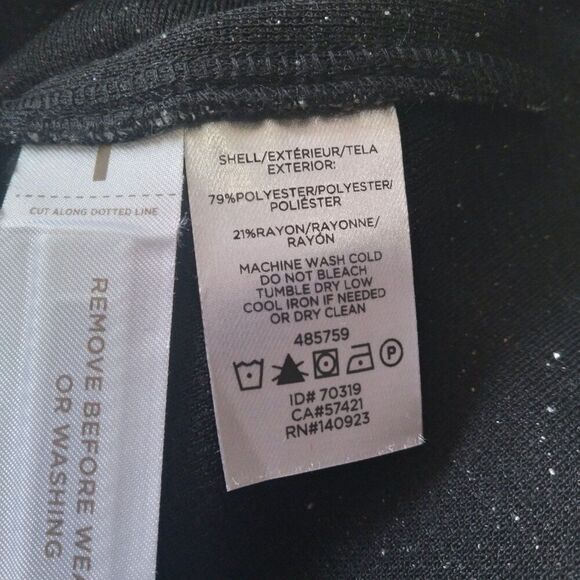 SHELL/EXTÉRIEUR/TELA
EXTERIOR:
79%POLYESTER/POLYESTER/
POLIÉSTER
21%RAYON/RAYONNE/
RAYÓN
MACHINE WASH COLD
DO NOT BLEACH
TUMBLE DRY LOW
COOL IRON IF NEEDED
OR DRY CLEAN
485759
P
ID# 70319
CA#57421
RN#140923
CUT ALONG DOTTED LINE
REMOVE BEFORE WEA
OR WASHING